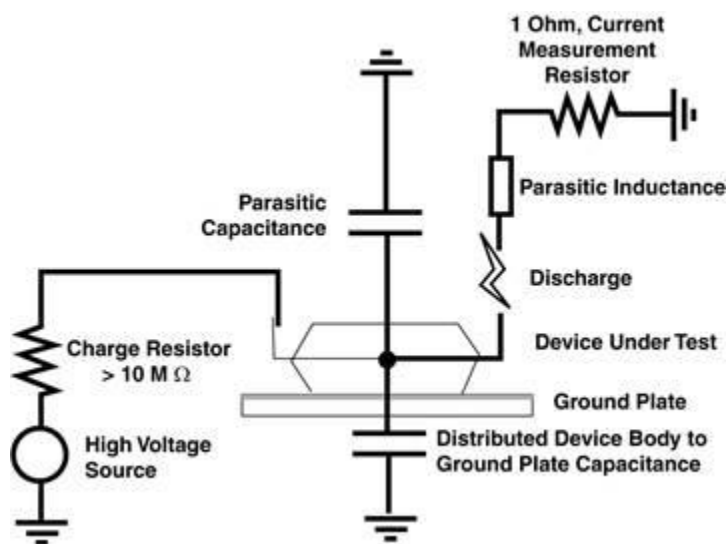 1 Ohm, Current
Measurement
Resistor
Parasitic Inductance
Parasitic
Capacitance
Discharge
Charge Resistor
> 10 M Ω
Device Under Test
Ground Plate
High Voltage
Source
Distributed Device Body to
Ground Plate Capacitance